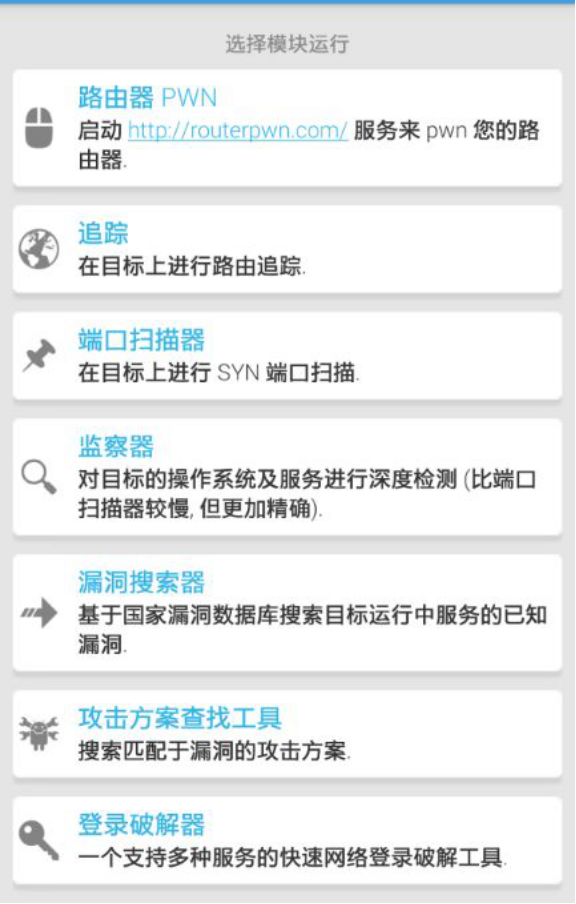 选择模块运行
路由器 PWN
启动 http://routerpwn.com/ 服务来 pwn 您的路
由器.
追踪
在目标上进行路由追踪.
端口扫描器
在目标上进行 SYN 端口扫描.
监察器
对目标的操作系统及服务进行深度检测 (比端口
扫描器较慢, 但更加精确).
漏洞搜索器
基于国家漏洞数据库搜索目标运行中服务的已知
漏洞.
攻击方案查找工具
搜索匹配于漏洞的攻击方案.
登录破解器
一个支持多种服务的快速网络登录破解工具.